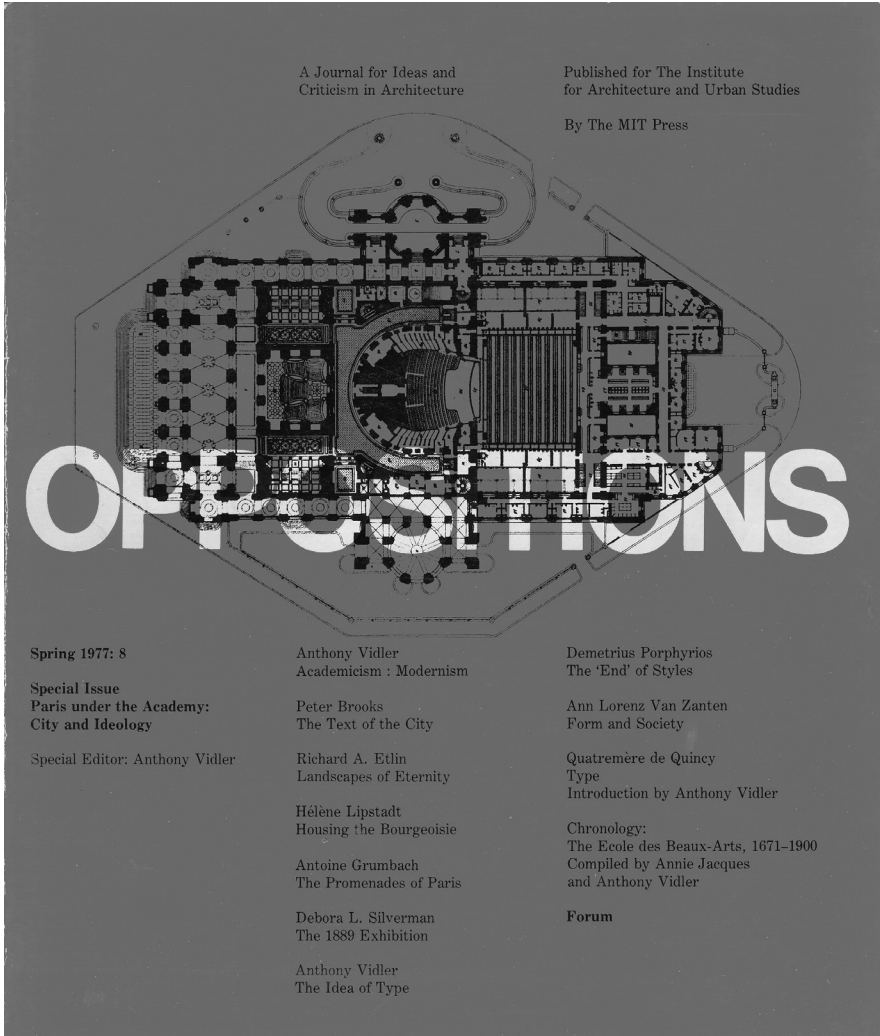 A Journal for Ideas and
Criticism in Architecture
Published for The Institute
for Architecture and Urban Studies
By The MIT Press
OPPOSITIONS
Spring 1977: 8
Special Issue
Paris under the Academy:
City and Ideology
Special Editor: Anthony Vidler
Anthony Vidler
Academicism : Modernism
Peter Brooks
The Text of the City
Richard A. Etlin
Landscapes of Eternity
Hélène Lipstadt
Housing the Bourgeoisie
Antoine Grumbach
The Promenades of Paris
Debora L. Silverman
The 1889 Exhibition
Anthony Vidler
The Idea of Type
Demetrius Porphyrios
The ‘End’ of Styles
Ann Lorenz Van Zanten
Form and Society
Quatremère de Quincy
Type
Introduction by Anthony Vidler
Chronology:
The Ecole des Beaux-Arts, 1671–1900
Compiled by Annie Jacques
and Anthony Vidler
Forum